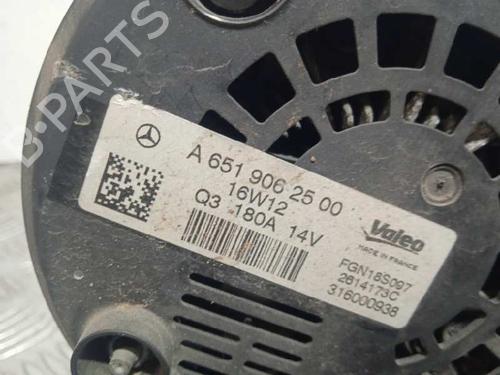 A 651 906 25 00
16W12
Q3 180A 14V
Valeo
MADE IN FRANCE
FGN18S097
2614173C
316000938
B-PARTS